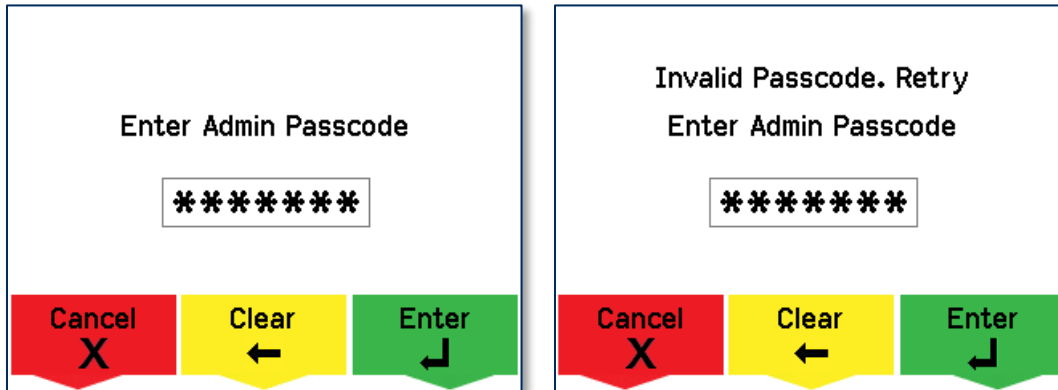 Enter Admin Passcode
*******
Cancel Clear Enter
X ← ↵
Invalid Passcode. Retry
Enter Admin Passcode
*******
Cancel Clear Enter
X ← ↵